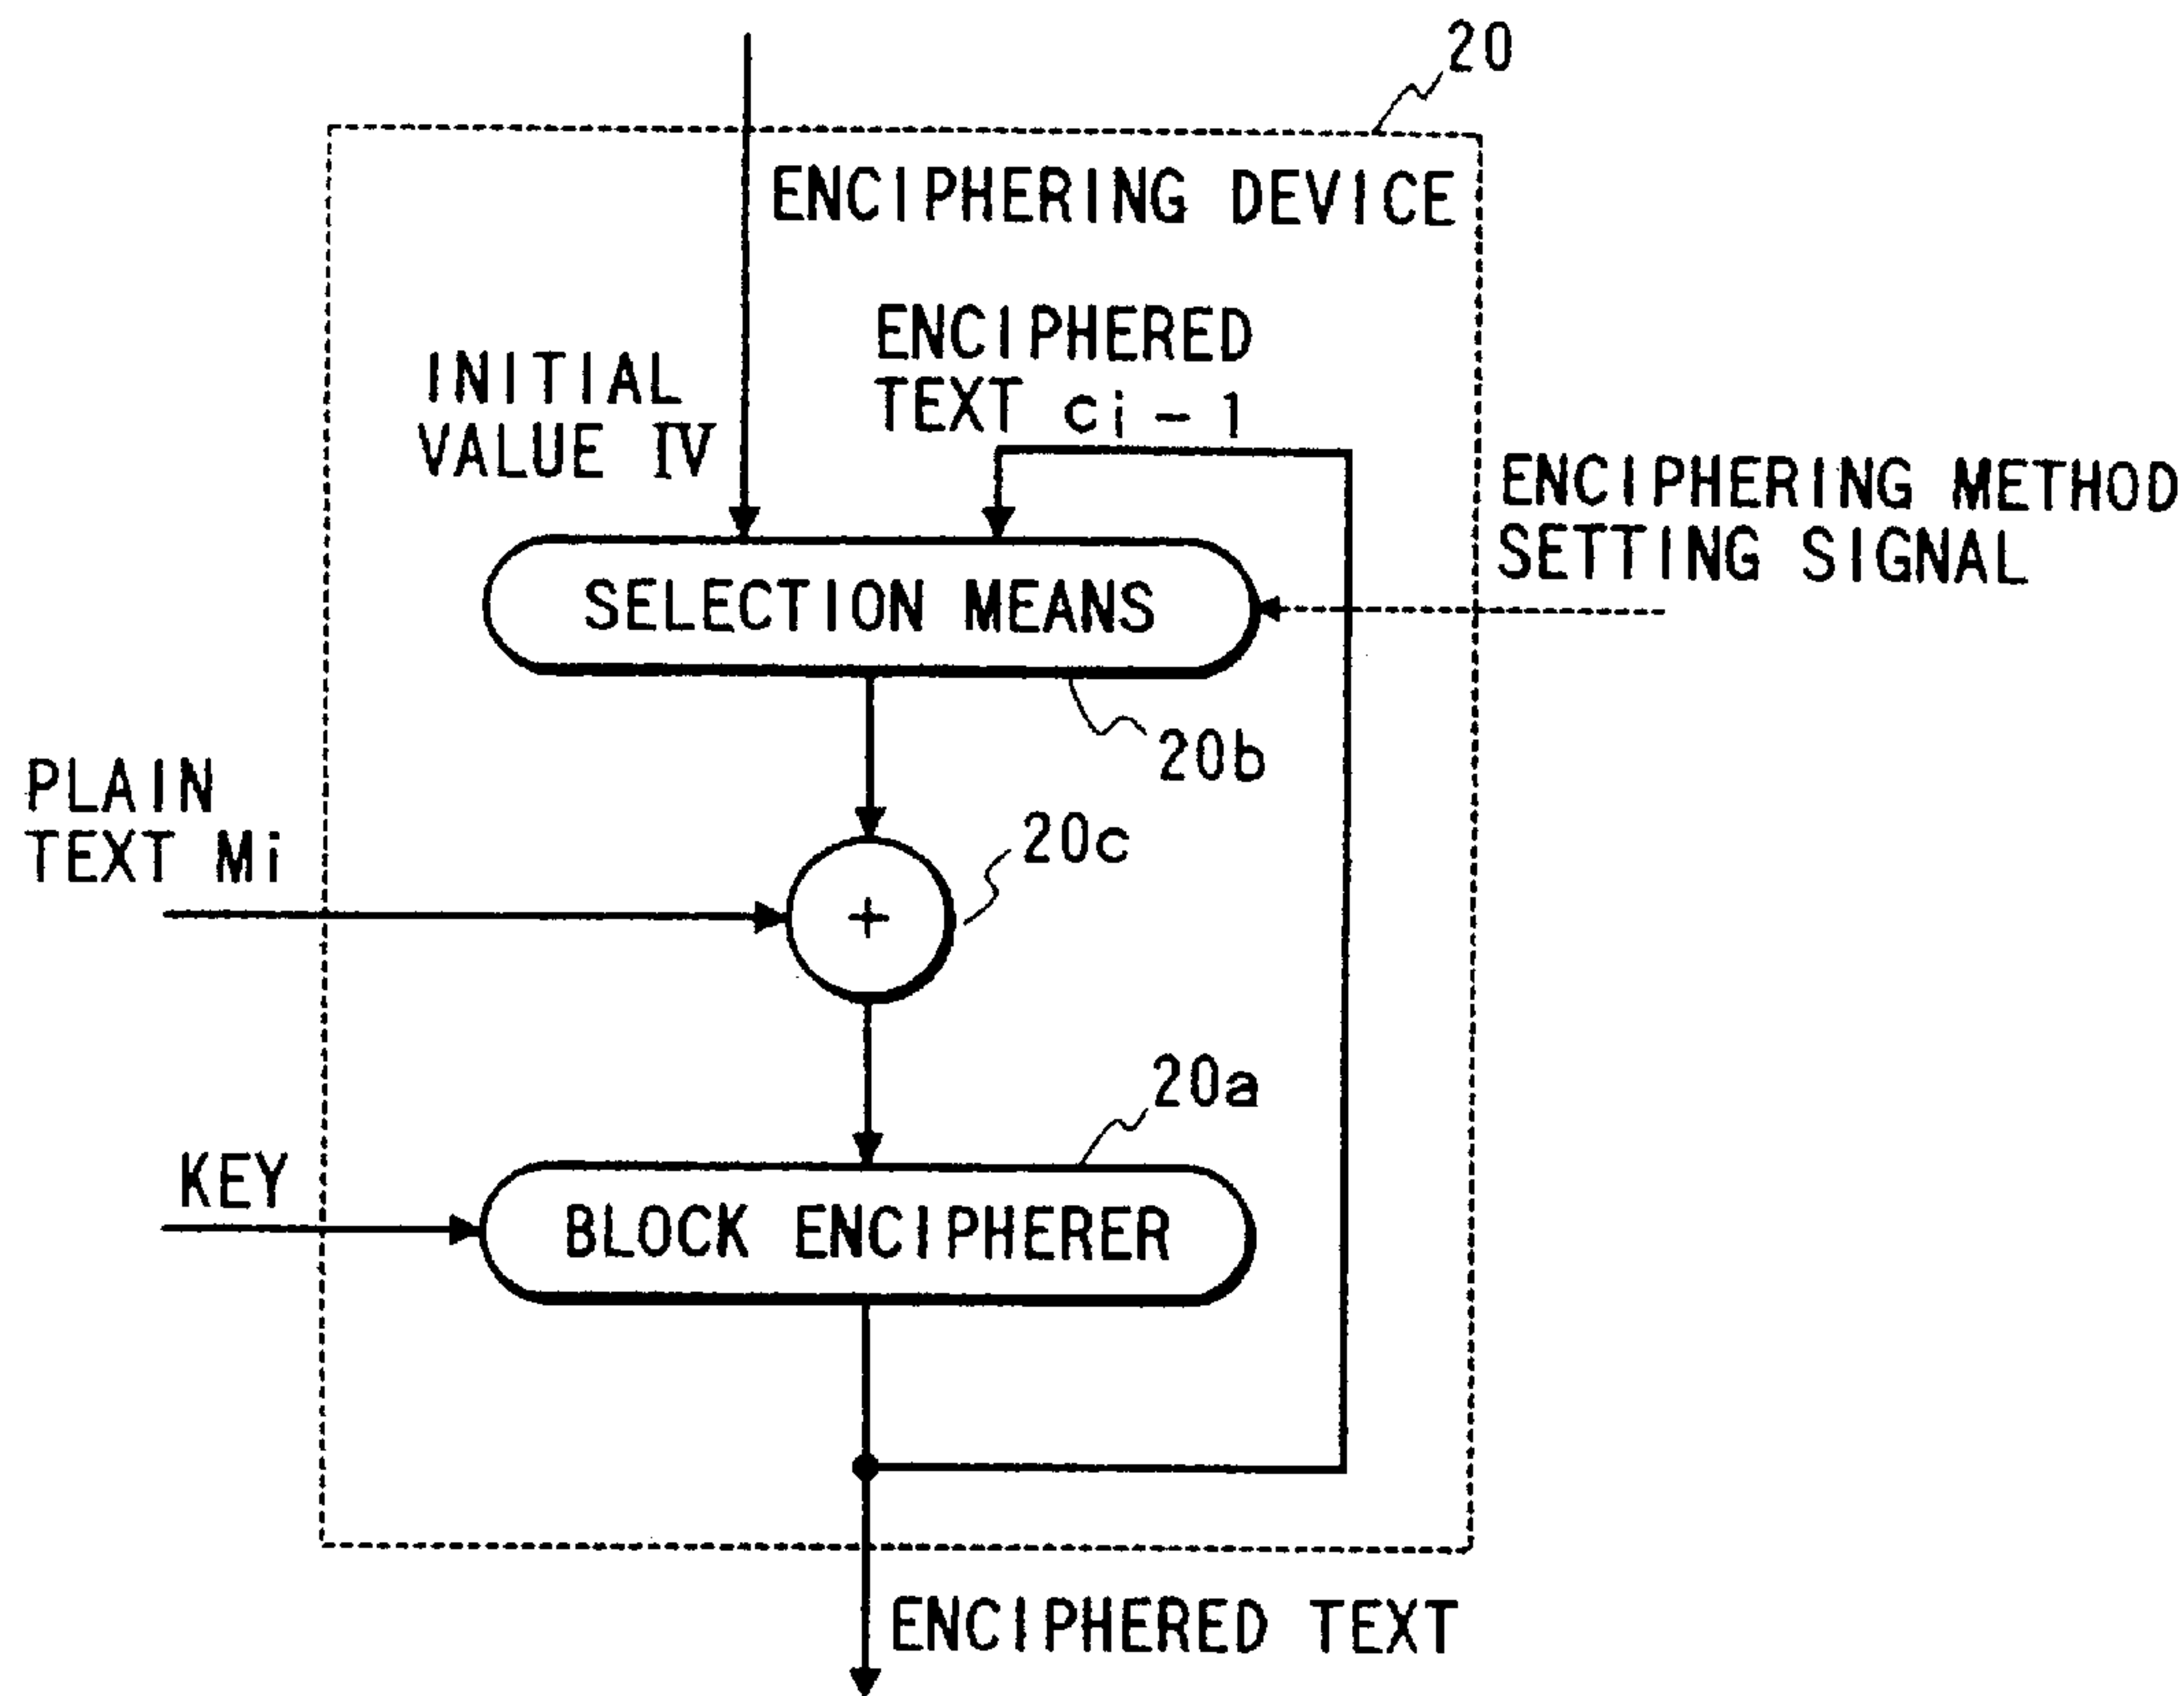 20
ENCIPHERING DEVICE
ENCIPHERED
TEXT ci-1
INITIAL
VALUE IV
ENCIPHERING METHOD
SETTING SIGNAL
SELECTION MEANS
20b
PLAIN
TEXT Mi
20c
+
20a
KEY
BLOCK ENCIPHERER
ENCIPHERED TEXT